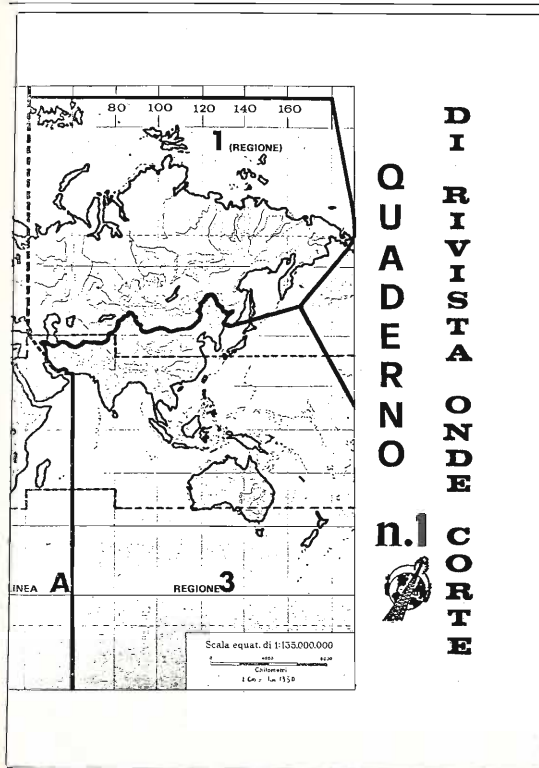 80 100 120 140 160
1 (REGIONE)
LINEA A
REGIONE 3
Scala equat. di 1:135.000.000
Chilometri
QUADERNO
n.1
DI RIVISTA ONDE CORTE